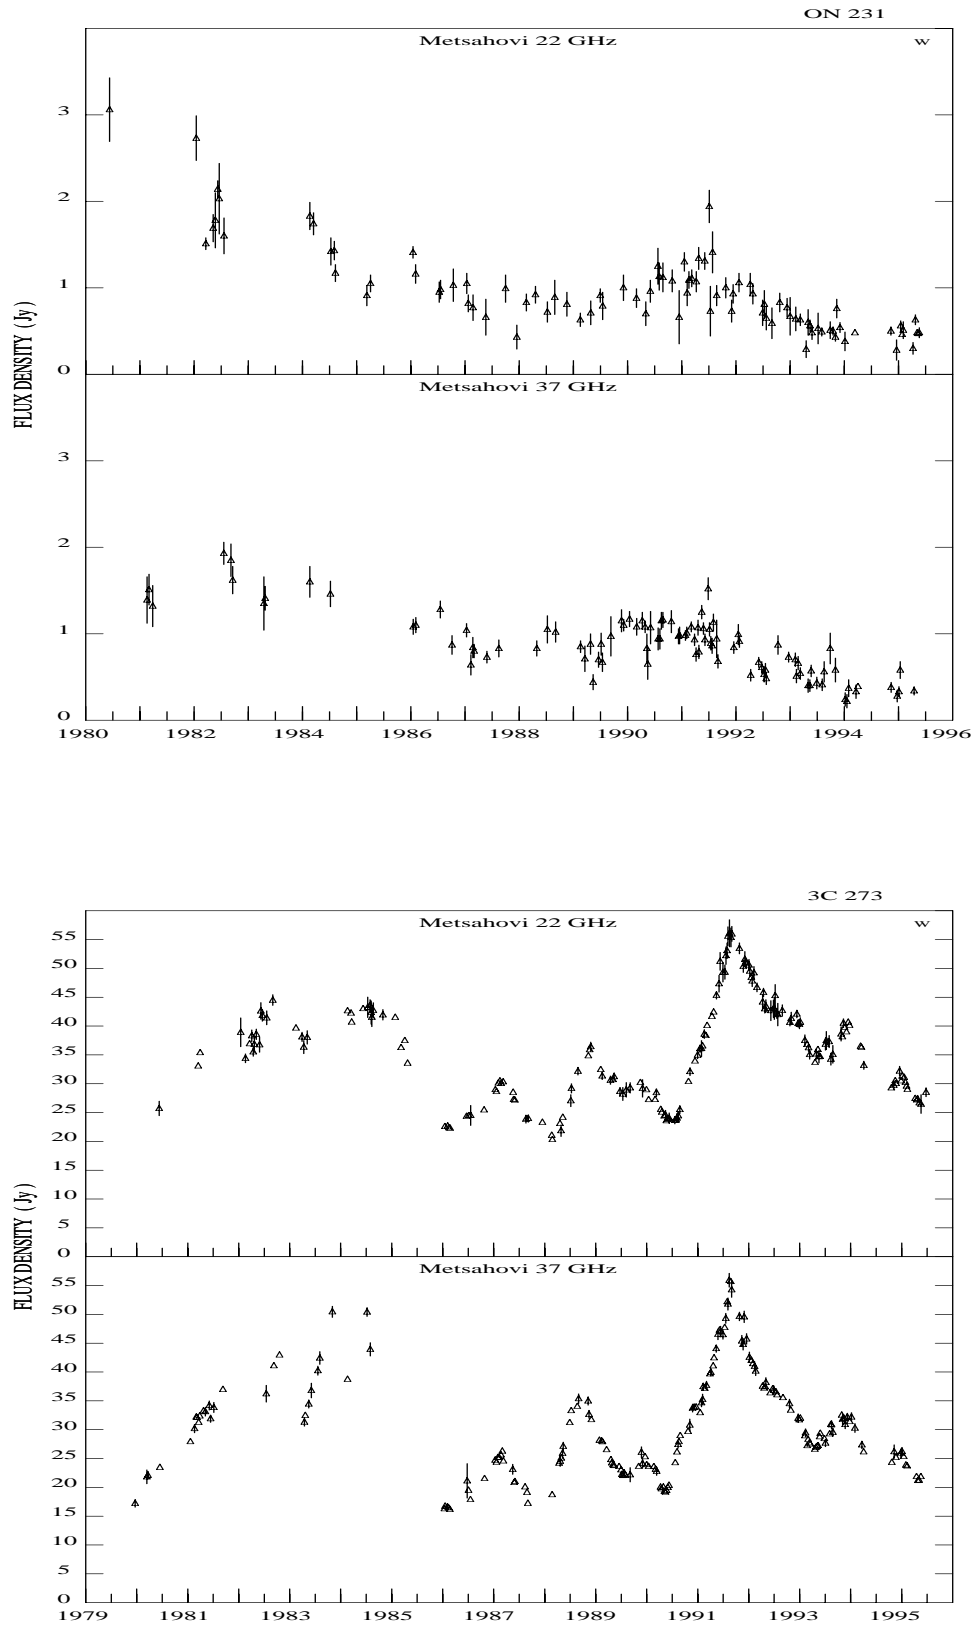 ON 231
Metsahovi 22 GHz
w
3
2
1
0
Metsahovi 37 GHz
3
2
1
0
FLUX DENSITY (Jy)
1980 1982 1984 1986 1988 1990 1992 1994 1996
3C 273
Metsahovi 22 GHz
w
55
50
45
40
35
30
25
20
15
10
5
0
Metsahovi 37 GHz
55
50
45
40
35
30
25
20
15
10
5
0
FLUX DENSITY (Jy)
1979 1981 1983 1985 1987 1989 1991 1993 1995